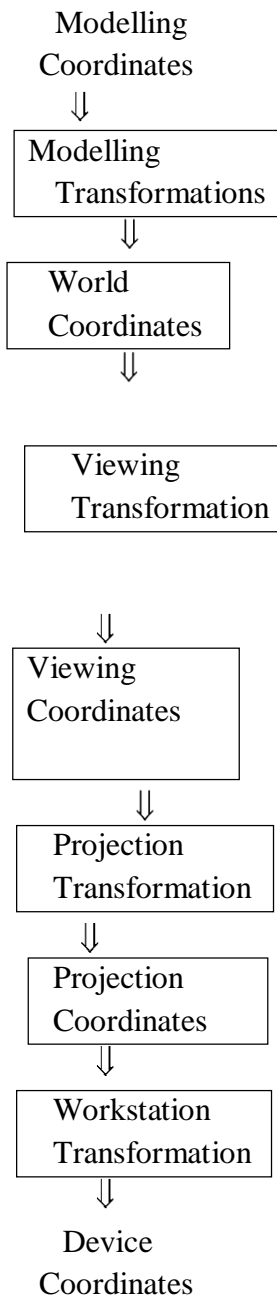 Modelling
Coordinates
⇓
Modelling
Transformations
⇓
World
Coordinates
⇓
Viewing
Transformation
⇓
Viewing
Coordinates
⇓
Projection
Transformation
⇓
Projection
Coordinates
⇓
Workstation
Transformation
⇓
Device
Coordinates